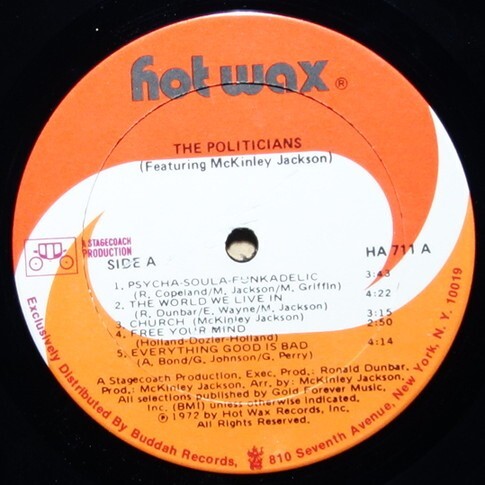 hot wax ®
THE POLITICIANS
(Featuring McKinley Jackson)
A STAGECOACH
PRODUCTION
SIDE A
HA 711 A
1. PSYCHA-SOULA-FUNKADELIC 3:43
(R. Copeland/M. Jackson/M. Griffin)
2. THE WORLD WE LIVE IN 4:22
(R. Dunbar/E. Wayne/M. Jackson)
3. CHURCH (McKinley Jackson) 3:15
4. FREE YOUR MIND 2:50
(Holland-Dozier-Holland)
5. EVERYTHING GOOD IS BAD 4:14
(A. Bond/G. Johnson/G. Perry)
A Stagecoach Production, Exec. Prod.: Ronald Dunbar.
Prod.: McKinley Jackson, Arr. by: McKinley Jackson,
All selections published by Gold Forever Music,
Inc. (BMI) unless otherwise indicated.
℗ 1972 by Hot Wax Records, Inc.
All Rights Reserved.
Exclusively Distributed By Buddah Records, 810 Seventh Avenue, New York, N.Y. 10019